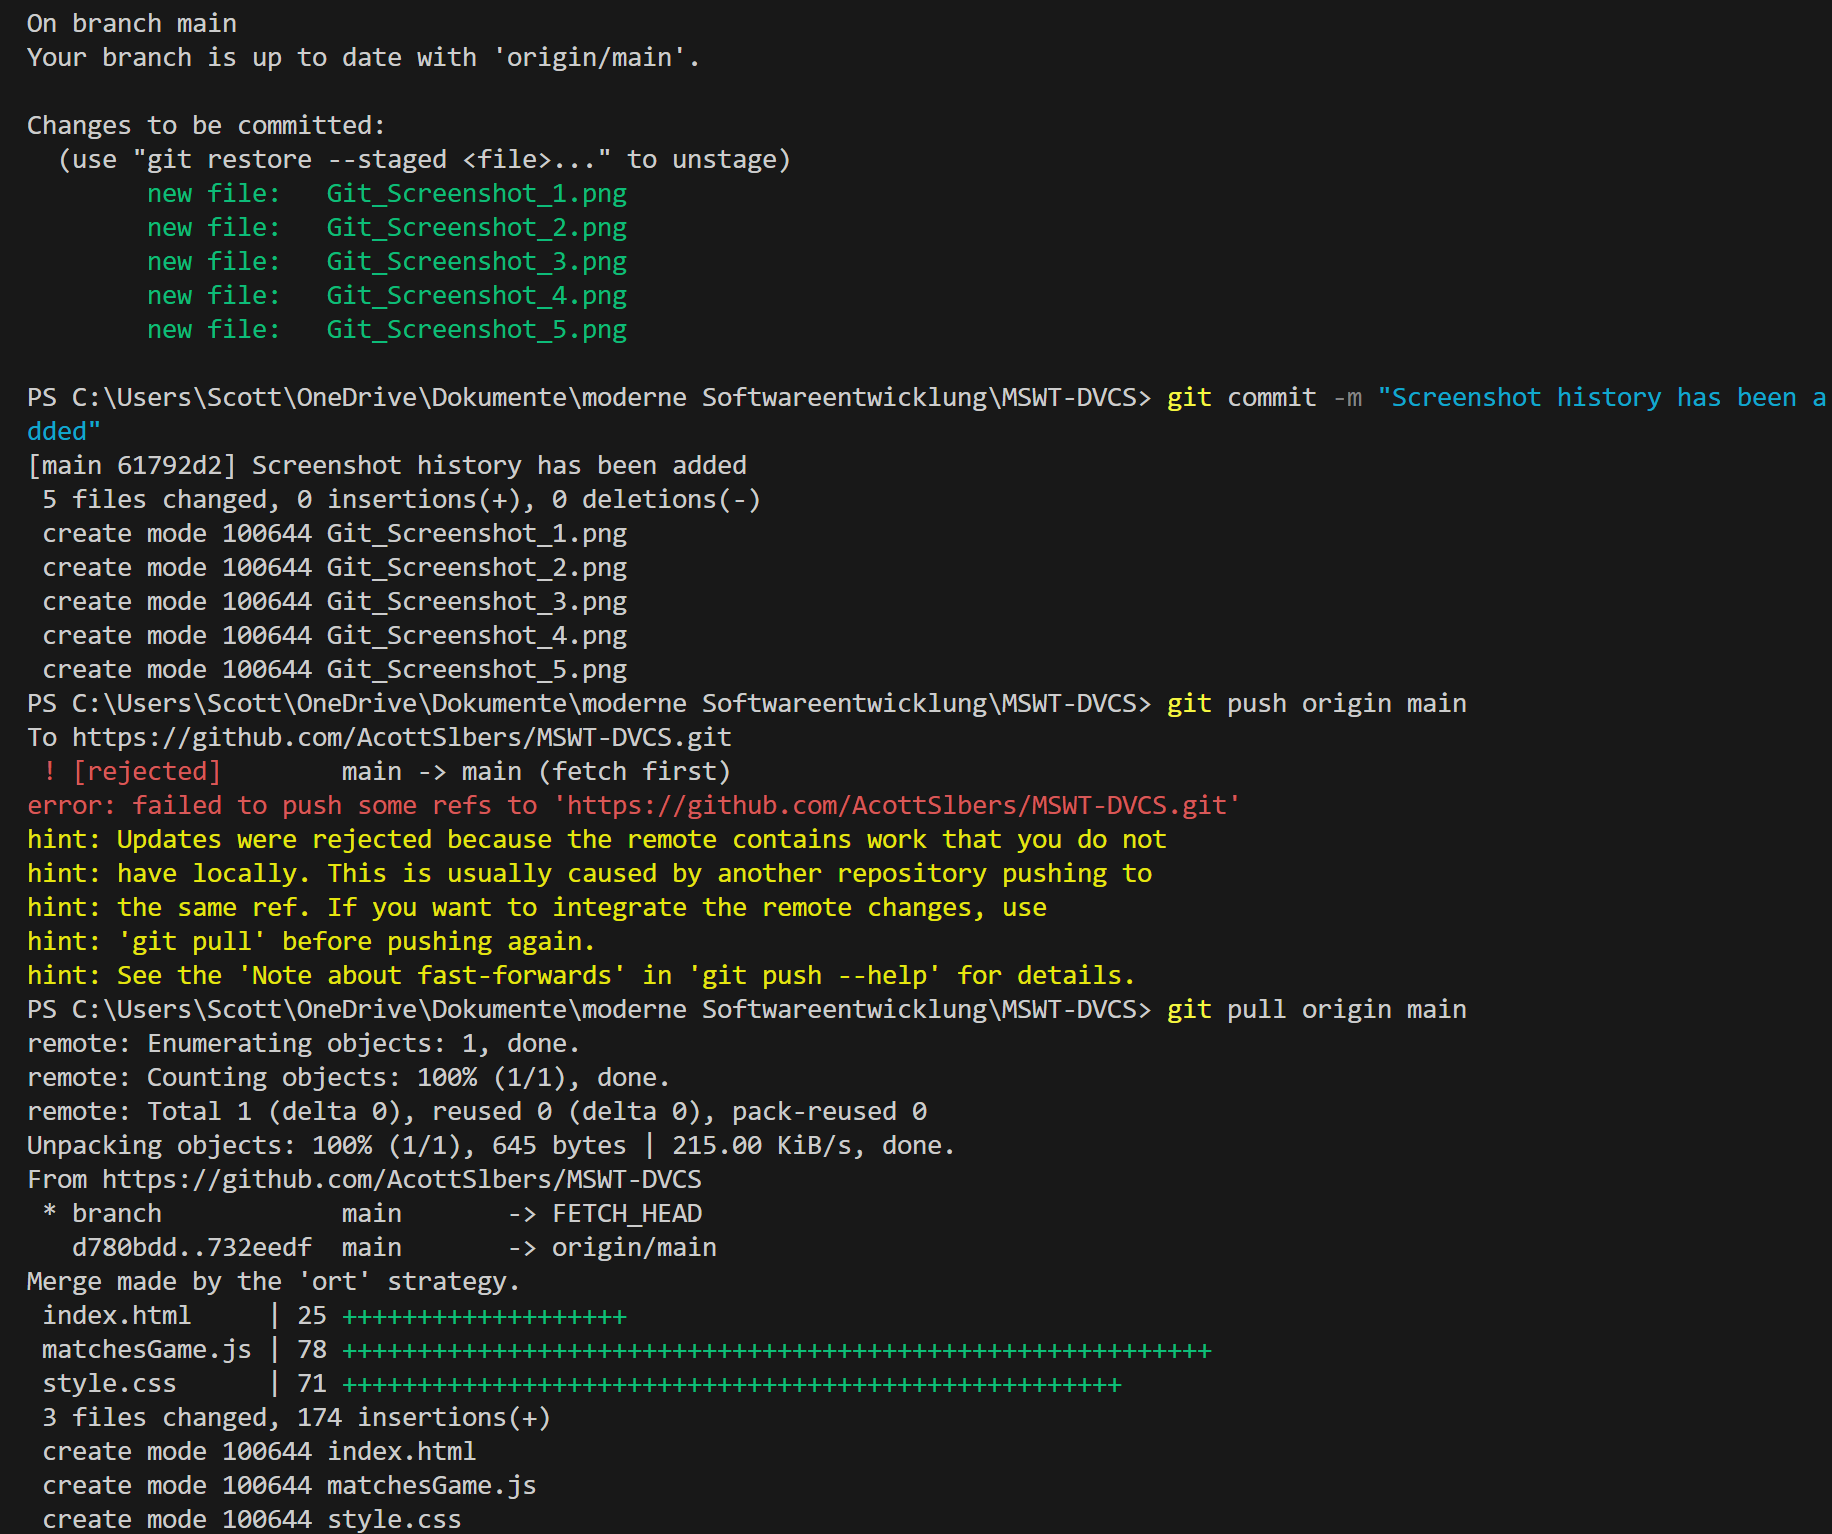 On branch main
Your branch is up to date with 'origin/main'.
Changes to be committed:
  (use "git restore --staged <file>..." to unstage)
        new file:   Git_Screenshot_1.png
        new file:   Git_Screenshot_2.png
        new file:   Git_Screenshot_3.png
        new file:   Git_Screenshot_4.png
        new file:   Git_Screenshot_5.png
PS C:\Users\Scott\OneDrive\Dokumente\moderne Softwareentwicklung\MSWT-DVCS> git commit -m "Screenshot history has been a
dded"
[main 61792d2] Screenshot history has been added
 5 files changed, 0 insertions(+), 0 deletions(-)
 create mode 100644 Git_Screenshot_1.png
 create mode 100644 Git_Screenshot_2.png
 create mode 100644 Git_Screenshot_3.png
 create mode 100644 Git_Screenshot_4.png
 create mode 100644 Git_Screenshot_5.png
PS C:\Users\Scott\OneDrive\Dokumente\moderne Softwareentwicklung\MSWT-DVCS> git push origin main
To https://github.com/AcottSlbers/MSWT-DVCS.git
 ! [rejected]        main -> main (fetch first)
error: failed to push some refs to 'https://github.com/AcottSlbers/MSWT-DVCS.git'
hint: Updates were rejected because the remote contains work that you do not
hint: have locally. This is usually caused by another repository pushing to
hint: the same ref. If you want to integrate the remote changes, use
hint: 'git pull' before pushing again.
hint: See the 'Note about fast-forwards' in 'git push --help' for details.
PS C:\Users\Scott\OneDrive\Dokumente\moderne Softwareentwicklung\MSWT-DVCS> git pull origin main
remote: Enumerating objects: 1, done.
remote: Counting objects: 100% (1/1), done.
remote: Total 1 (delta 0), reused 0 (delta 0), pack-reused 0
Unpacking objects: 100% (1/1), 645 bytes | 215.00 KiB/s, done.
From https://github.com/AcottSlbers/MSWT-DVCS
 * branch            main       -> FETCH_HEAD
   d780bdd..732eedf  main       -> origin/main
Merge made by the 'ort' strategy.
 index.html     | 25 +++++++++++++++++++
 matchesGame.js | 78 ++++++++++++++++++++++++++++++++++++++++++++++++++++++++++
 style.css      | 71 ++++++++++++++++++++++++++++++++++++++++++++++++++++
 3 files changed, 174 insertions(+)
 create mode 100644 index.html
 create mode 100644 matchesGame.js
 create mode 100644 style.css